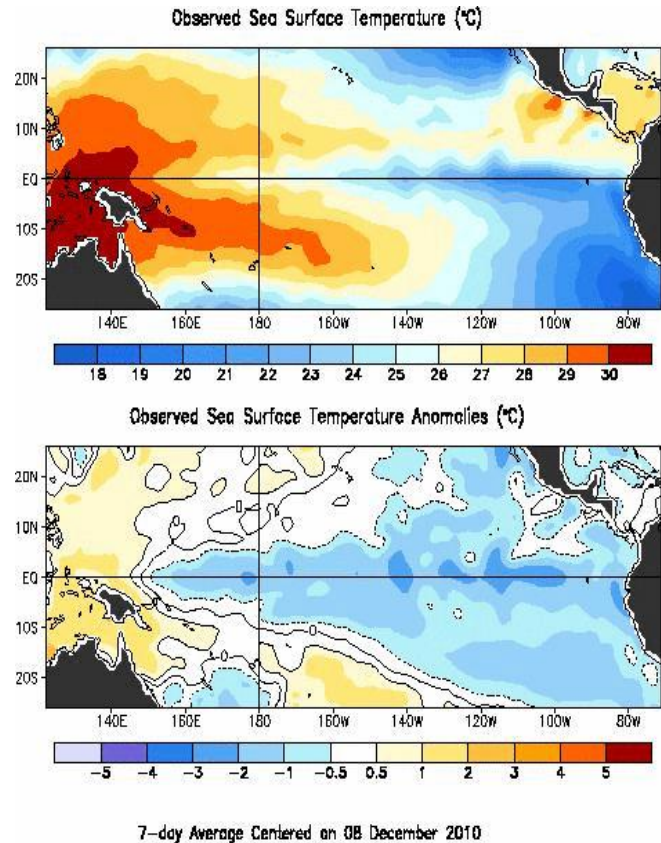 Observed Sea Surface Temperature (°C)
20N
10N
EQ
10S
20S
140E 160E 180 160W 140W 120W 100W 80W
18 19 20 21 22 23 24 25 26 27 28 29 30
Observed Sea Surface Temperature Anomalies (°C)
20N
10N
EQ
10S
20S
0
0
0
0
0
140E 160E 180 160W 140W 120W 100W 80W
-5 -4 -3 -2 -1 -0.5 0.5 1 2 3 4 5
7-day Average Centered on 08 December 2010